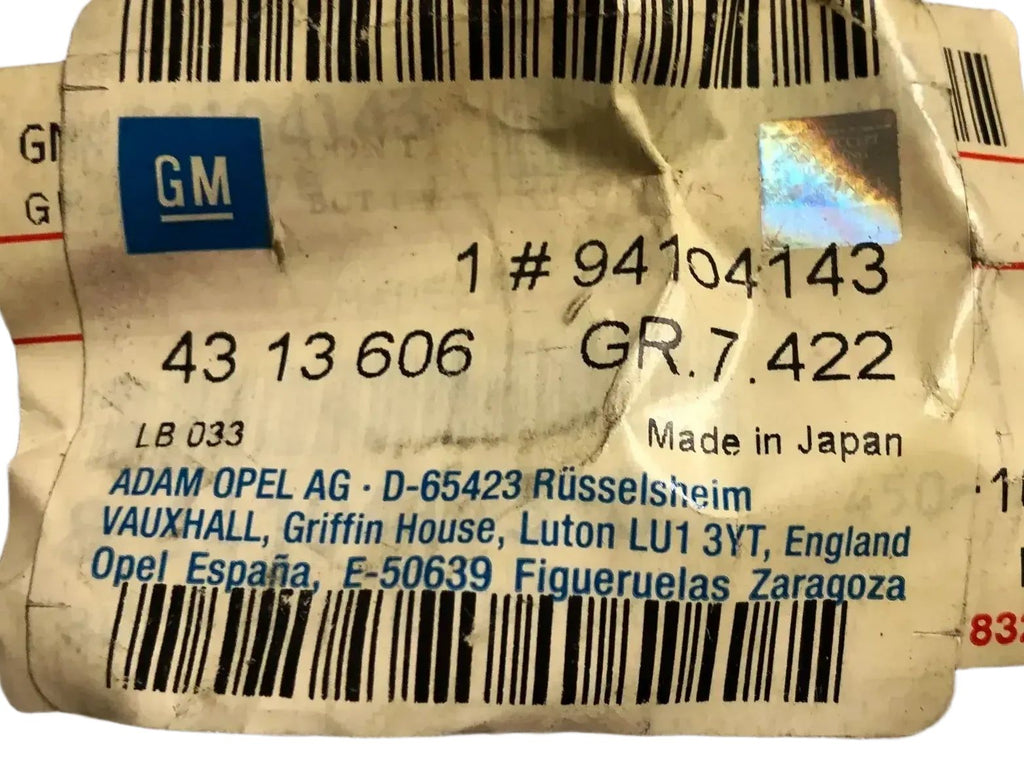 GM
1 # 94104143
43 13 606 GR.7.422
LB 033 Made in Japan
ADAM OPEL AG · D-65423 Rüsselsheim
VAUXHALL, Griffin House, Luton LU1 3YT, England
Opel España, E-50639 Figueruelas Zaragoza